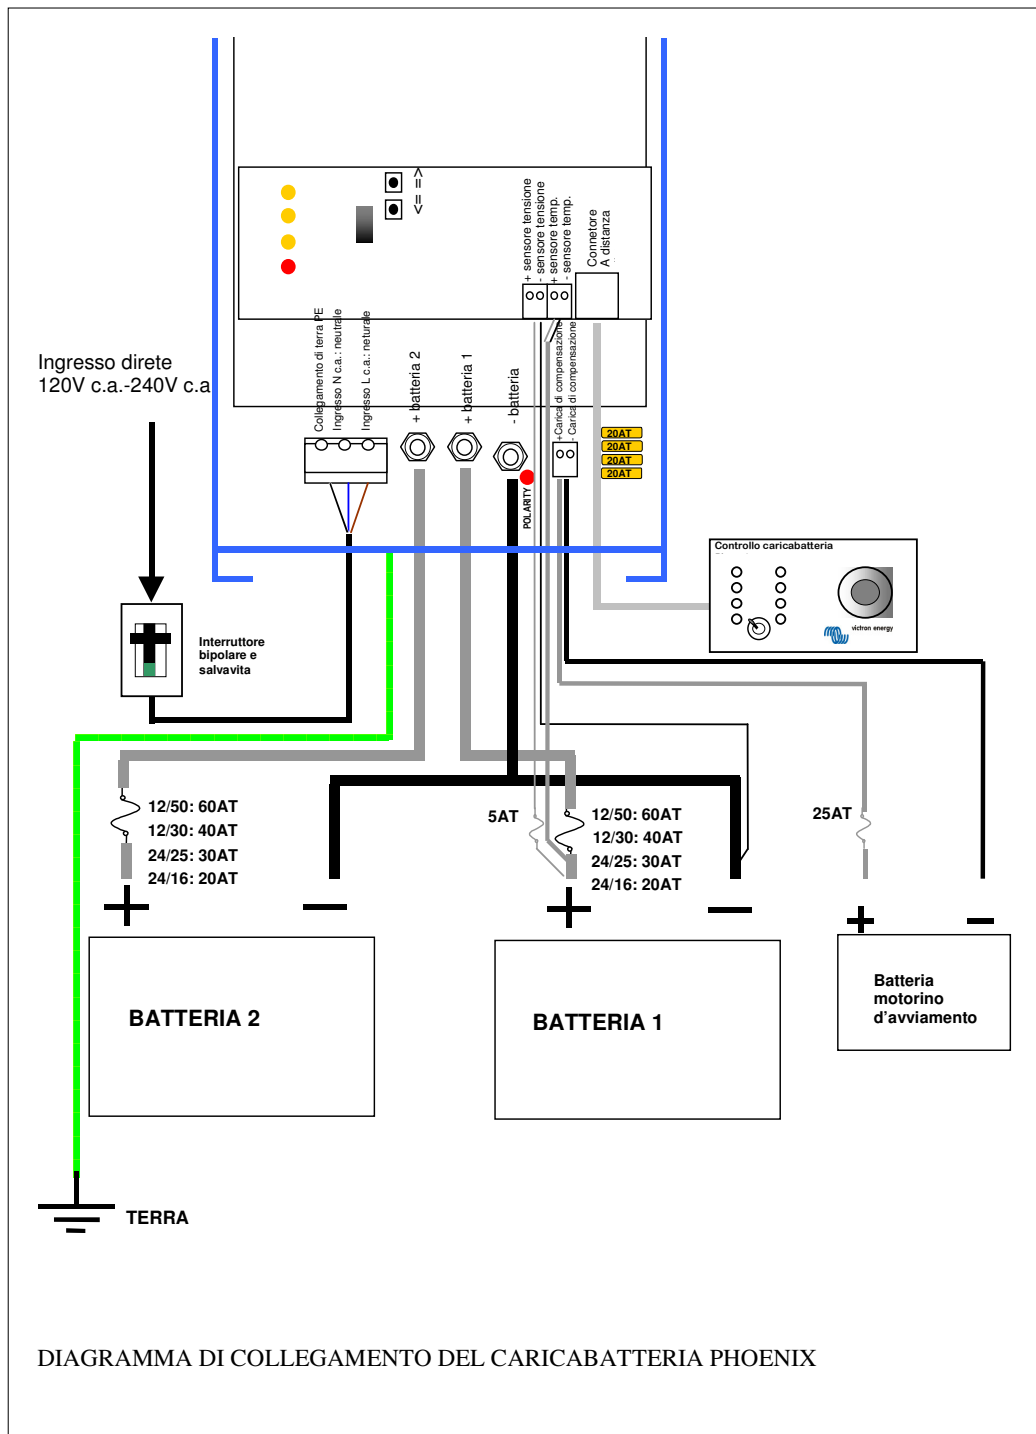 <= =>
+ sensore tensione
- sensore tensione
+ sensore temp.
- sensore temp.
Connetore
A distanza
Collegamento di terra PE
Ingresso N c.a.: neutrale
Ingresso L c.a.: neturale
+ batteria 2
+ batteria 1
- batteria
+Carica di compensazione
- Carica di compensazione
Ingresso direte
120V c.a.-240V c.a
20AT
20AT
20AT
20AT
POLARITY
Controllo caricabatteria
victron energy
Interruttore
bipolare e
salvavita
12/50: 60AT
12/30: 40AT
24/25: 30AT
24/16: 20AT
5AT
12/50: 60AT
12/30: 40AT
24/25: 30AT
24/16: 20AT
25AT
+
−
+
−
+
−
BATTERIA 2
BATTERIA 1
Batteria
motorino
d'avviamento
TERRA
DIAGRAMMA DI COLLEGAMENTO DEL CARICABATTERIA PHOENIX